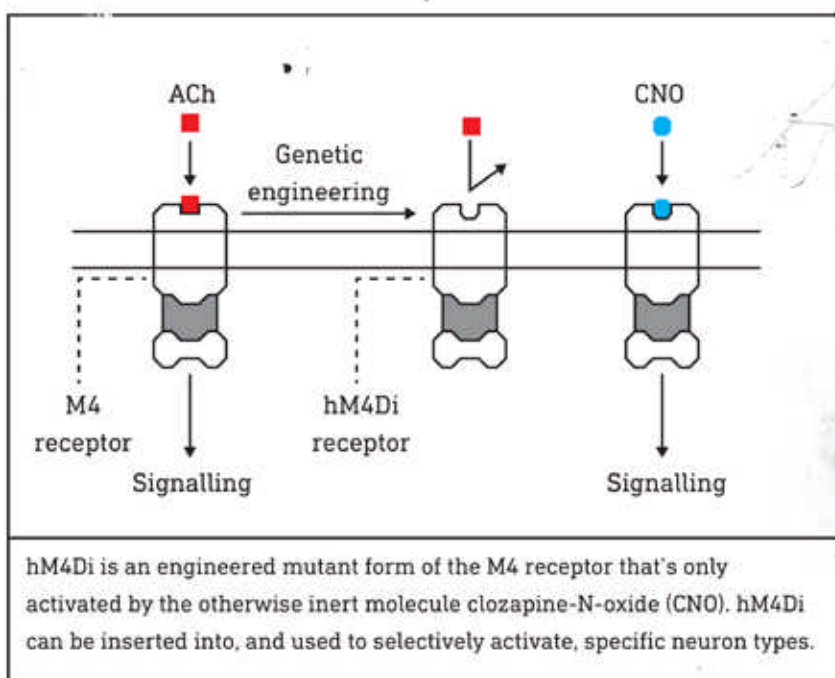 ACh
CNO
Genetic
engineering
M4
receptor
hM4Di
receptor
Signalling
Signalling
hM4Di is an engineered mutant form of the M4 receptor that's only
activated by the otherwise inert molecule clozapine-N-oxide (CNO). hM4Di
can be inserted into, and used to selectively activate, specific neuron types.